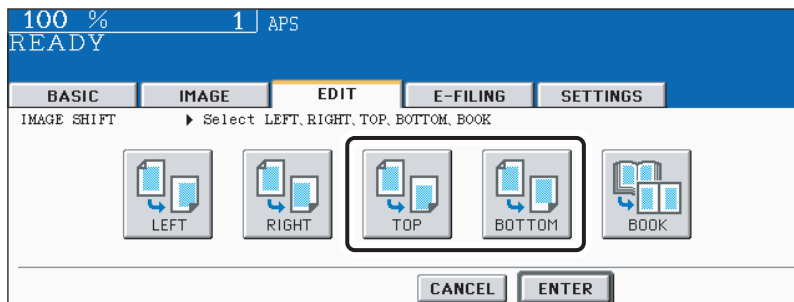 100 % 1 APS
READY
BASIC IMAGE EDIT E-FILING SETTINGS
IMAGE SHIFT ▶ Select LEFT, RIGHT, TOP, BOTTOM, BOOK
LEFT RIGHT TOP BOTTOM BOOK
CANCEL ENTER